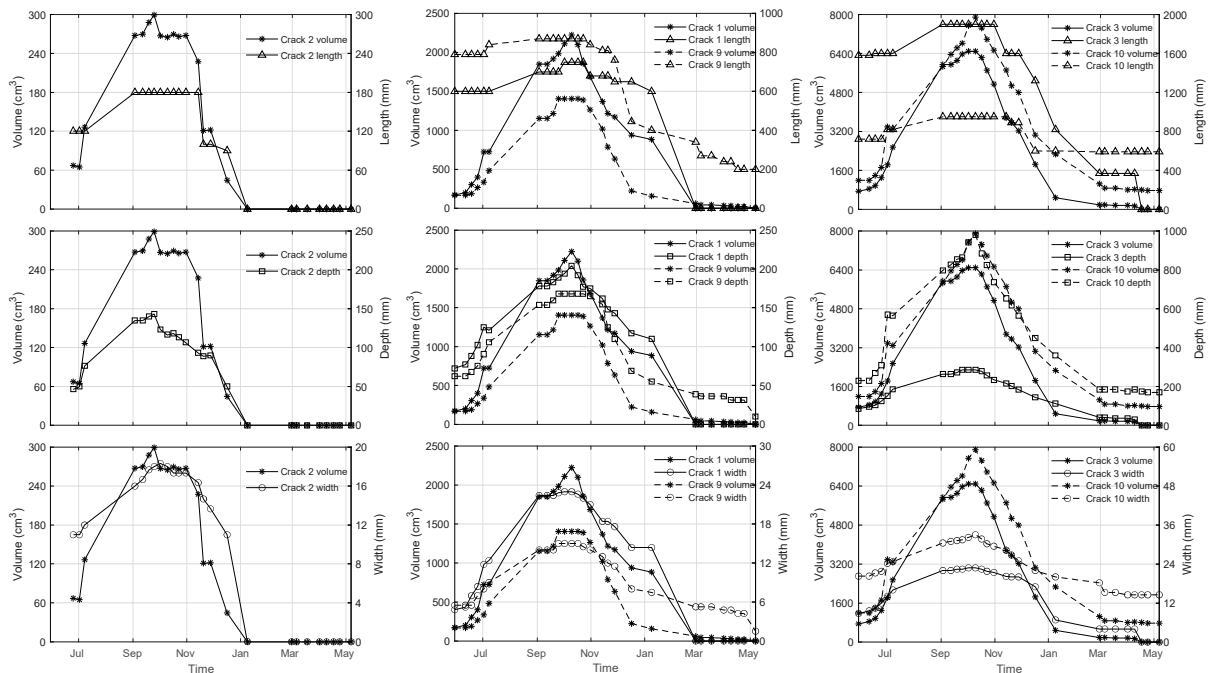 300
240
180
120
60
0
Volume (cm³)
300
240
180
120
60
0
Length (mm)
Crack 2 volume
Crack 2 length
2500
2000
1500
1000
500
0
Volume (cm³)
1000
800
600
400
200
0
Length (mm)
Crack 1 volume
Crack 1 length
Crack 9 volume
Crack 9 length
8000
6400
4800
3200
1600
0
Volume (cm³)
2000
1600
1200
800
400
0
Length (mm)
Crack 3 volume
Crack 3 length
Crack 10 volume
Crack 10 length
300
240
180
120
60
0
Volume (cm³)
250
200
150
100
50
0
Depth (mm)
Crack 2 volume
Crack 2 depth
2500
2000
1500
1000
500
0
Volume (cm³)
250
200
150
100
50
0
Depth (mm)
Crack 1 volume
Crack 1 depth
Crack 9 volume
Crack 9 depth
8000
6400
4800
3200
1600
0
Volume (cm³)
1000
800
600
400
200
0
Depth (mm)
Crack 3 volume
Crack 3 depth
Crack 10 volume
Crack 10 depth
300
240
180
120
60
0
Volume (cm³)
20
16
12
8
4
0
Width (mm)
Crack 2 volume
Crack 2 width
Jul Sep Nov Jan Mar May
Time
2500
2000
1500
1000
500
0
Volume (cm³)
30
24
18
12
6
0
Width (mm)
Crack 1 volume
Crack 1 width
Crack 9 volume
Crack 9 width
Jul Sep Nov Jan Mar May
Time
8000
6400
4800
3200
1600
0
Volume (cm³)
60
48
36
24
12
0
Width (mm)
Crack 3 volume
Crack 3 width
Crack 10 volume
Crack 10 width
Jul Sep Nov Jan Mar May
Time